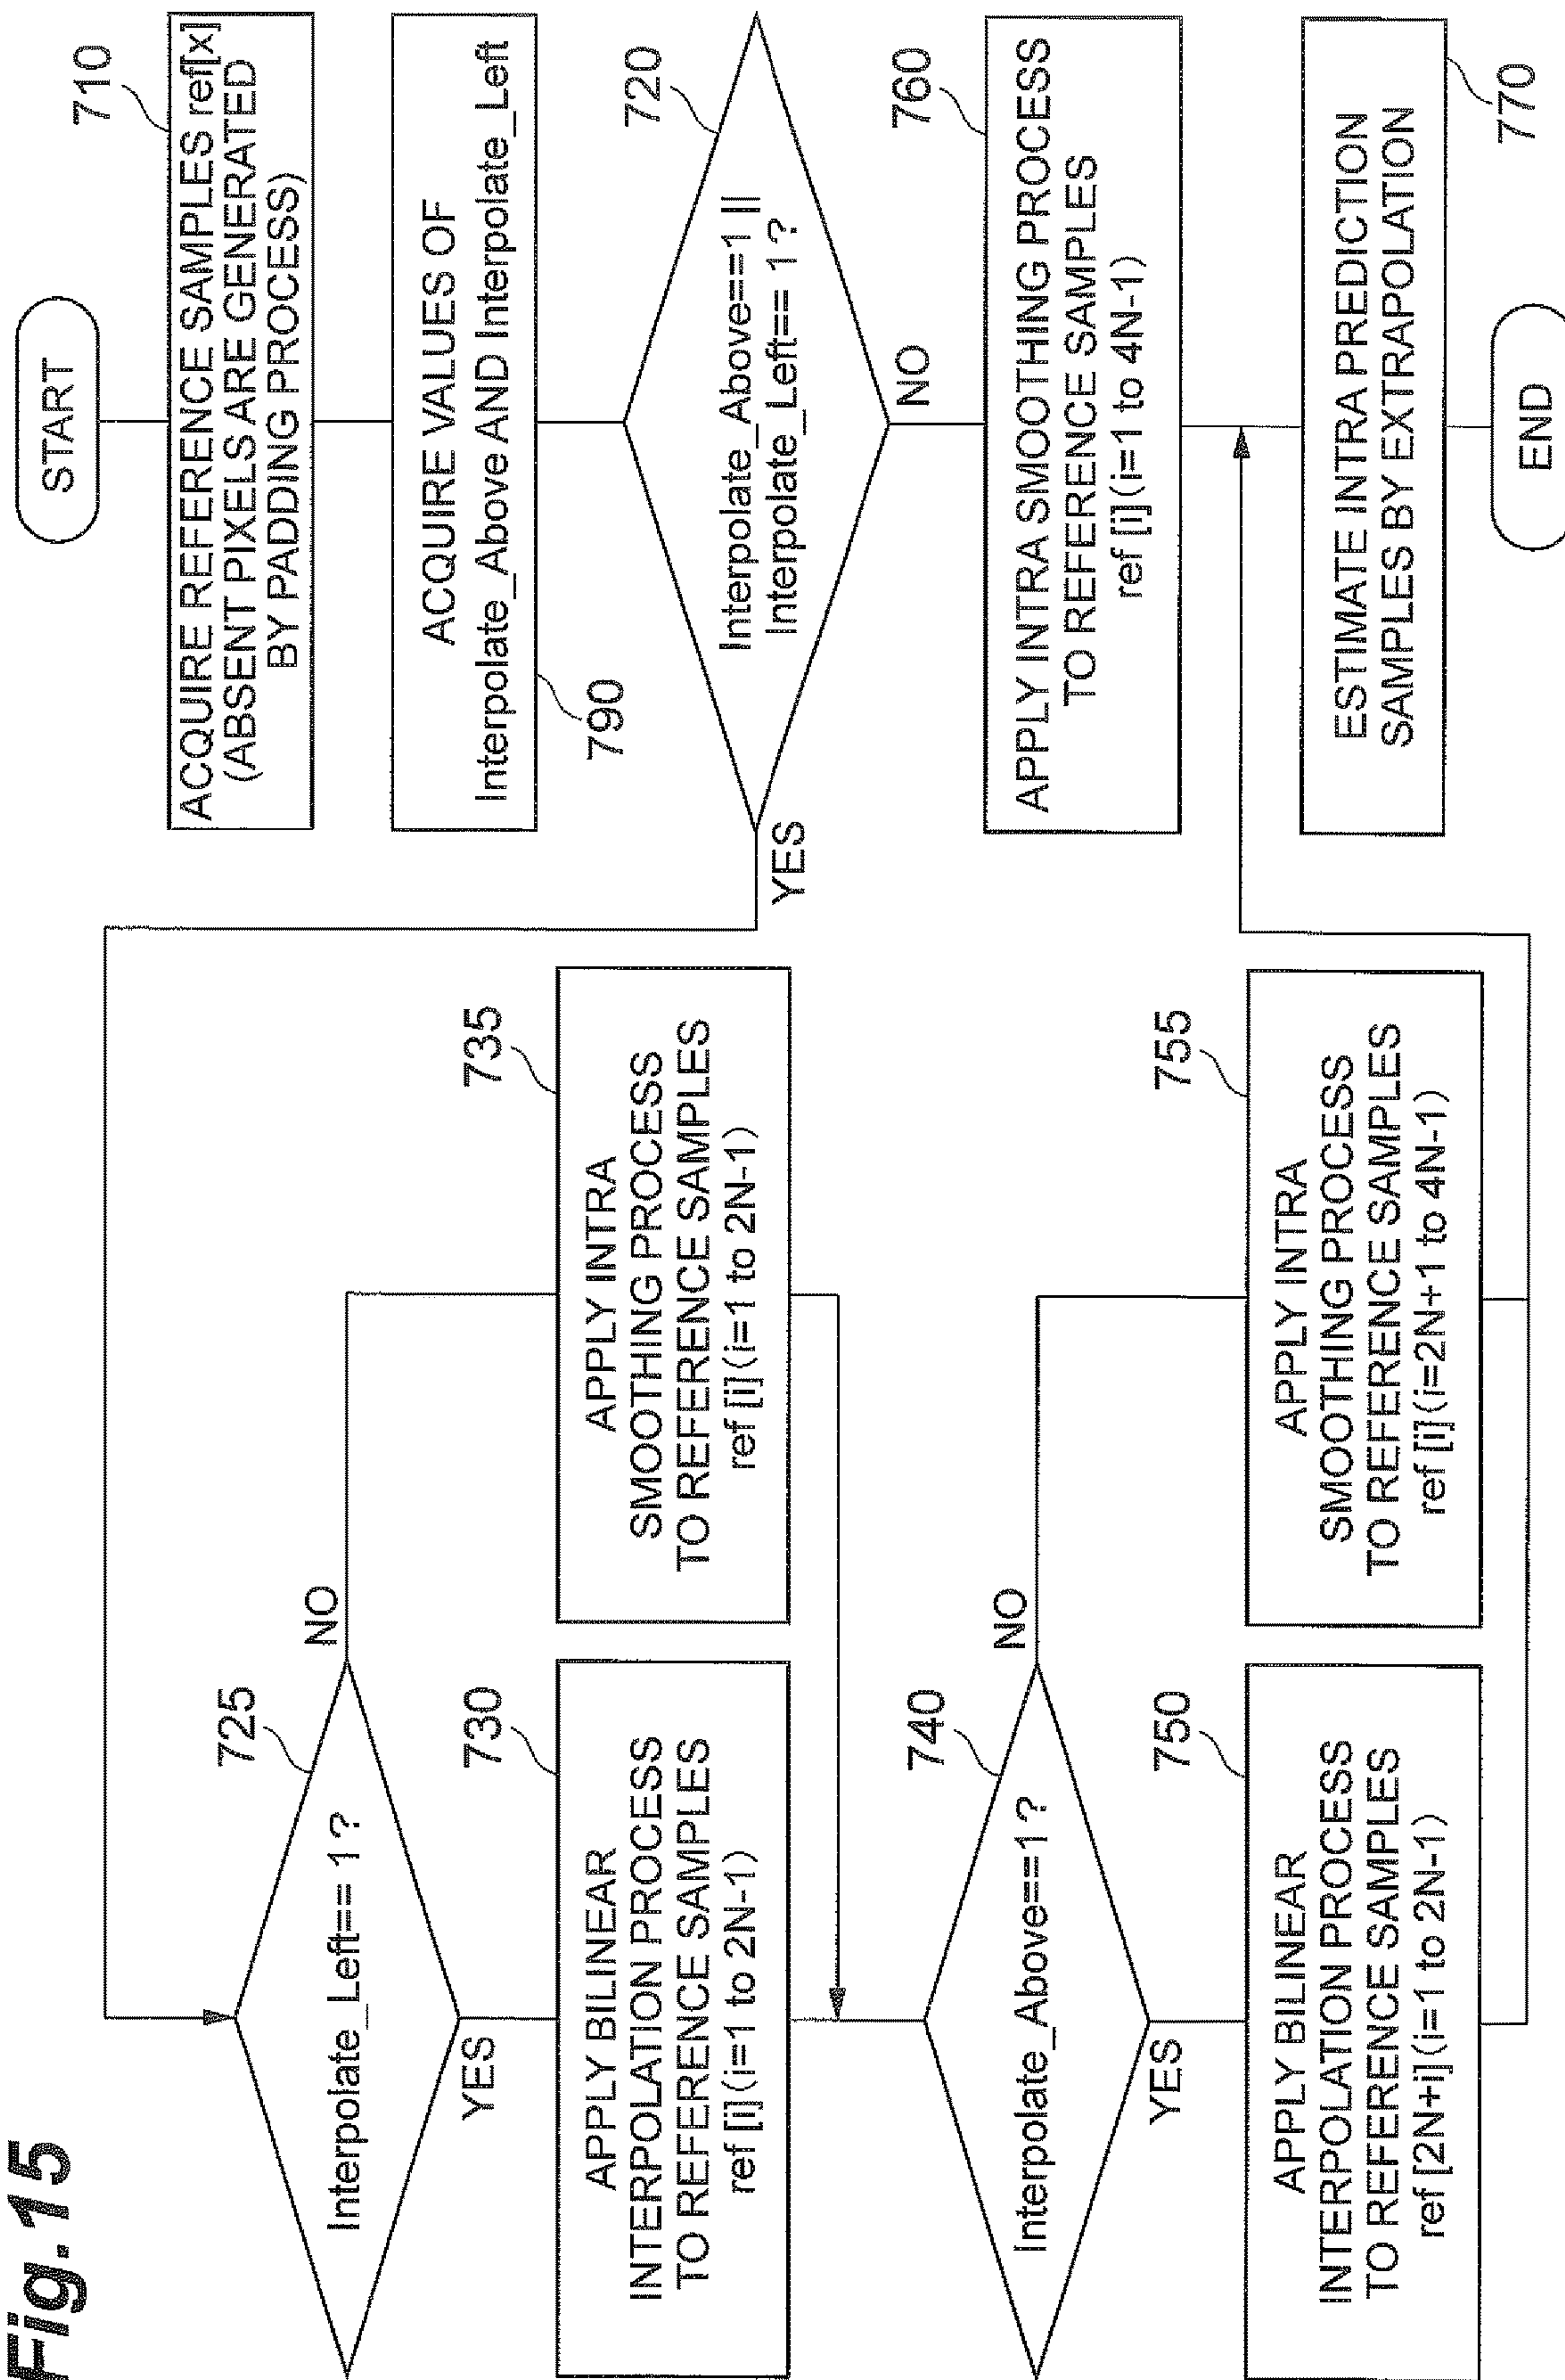 Fig.15
START
710
ACQUIRE REFERENCE SAMPLES ref[x]
(ABSENT PIXELS ARE GENERATED
BY PADDING PROCESS)
ACQUIRE VALUES OF
Interpolate_Above AND Interpolate_Left
790
720
Interpolate_Above==1 ||
Interpolate_Left== 1 ?
YES
NO
760
APPLY INTRA SMOOTHING PROCESS
TO REFERENCE SAMPLES
ref [i](i=1 to 4N-1)
725
Interpolate_Left== 1 ?
NO
YES
730
APPLY BILINEAR
INTERPOLATION PROCESS
TO REFERENCE SAMPLES
ref [i](i=1 to 2N-1)
735
APPLY INTRA
SMOOTHING PROCESS
TO REFERENCE SAMPLES
ref [i](i=1 to 2N-1)
740
Interpolate_Above==1 ?
NO
YES
750
APPLY BILINEAR
INTERPOLATION PROCESS
TO REFERENCE SAMPLES
ref [2N+i](i=1 to 2N-1)
755
APPLY INTRA
SMOOTHING PROCESS
TO REFERENCE SAMPLES
ref [i](i=2N+1 to 4N-1)
ESTIMATE INTRA PREDICTION
SAMPLES BY EXTRAPOLATION
770
END